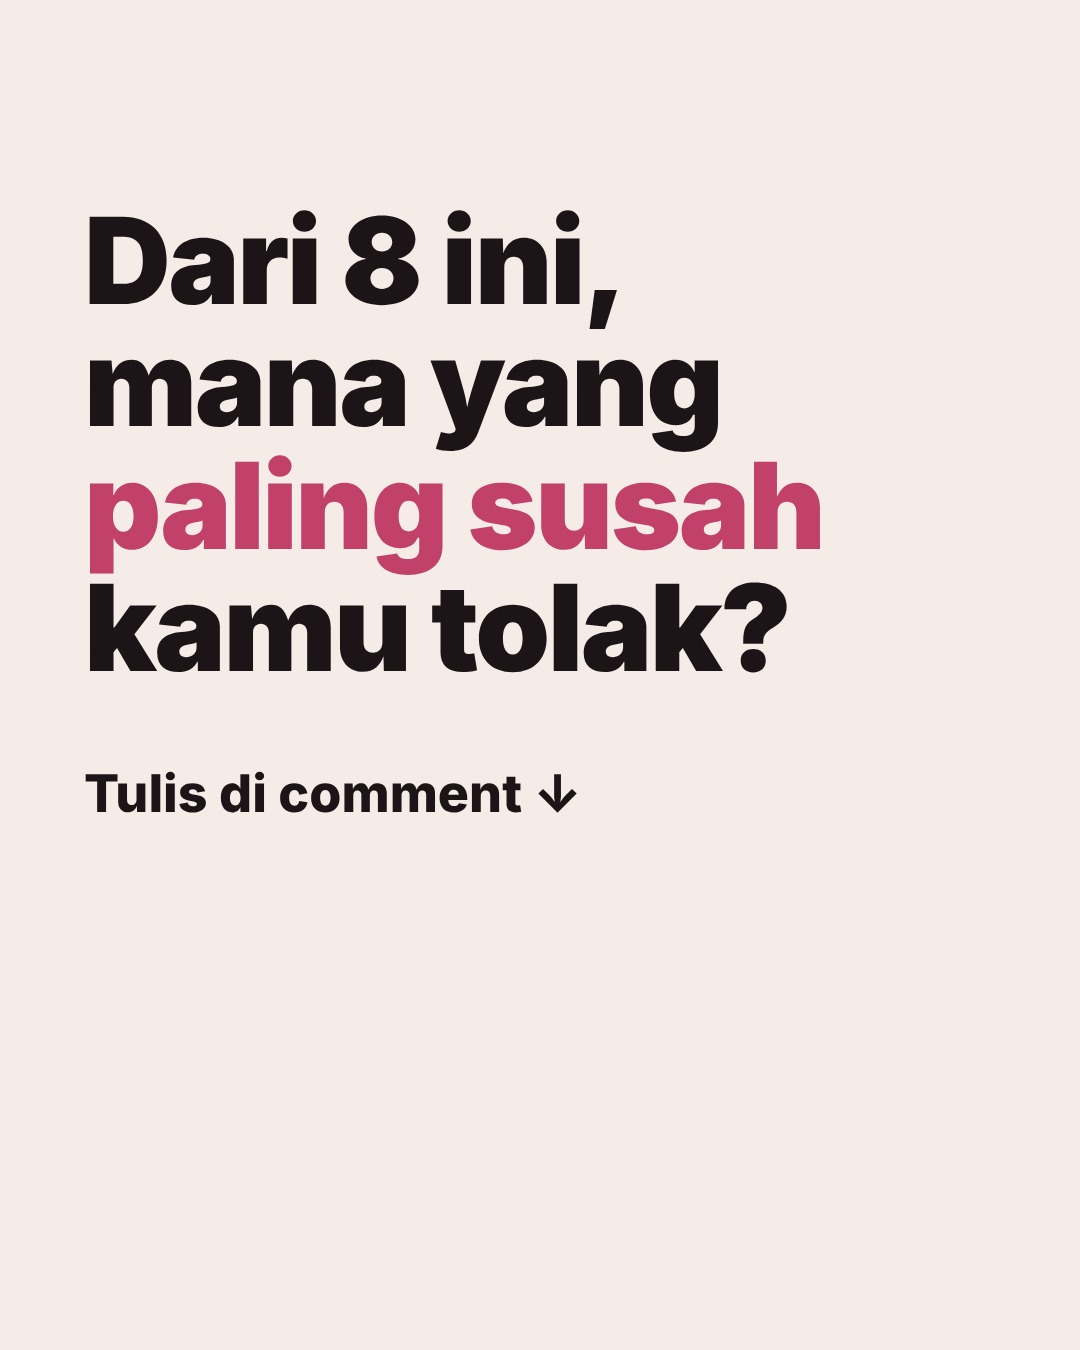 Dari 8 ini,
mana yang
paling susah
kamu tolak?
Tulis di comment ↓